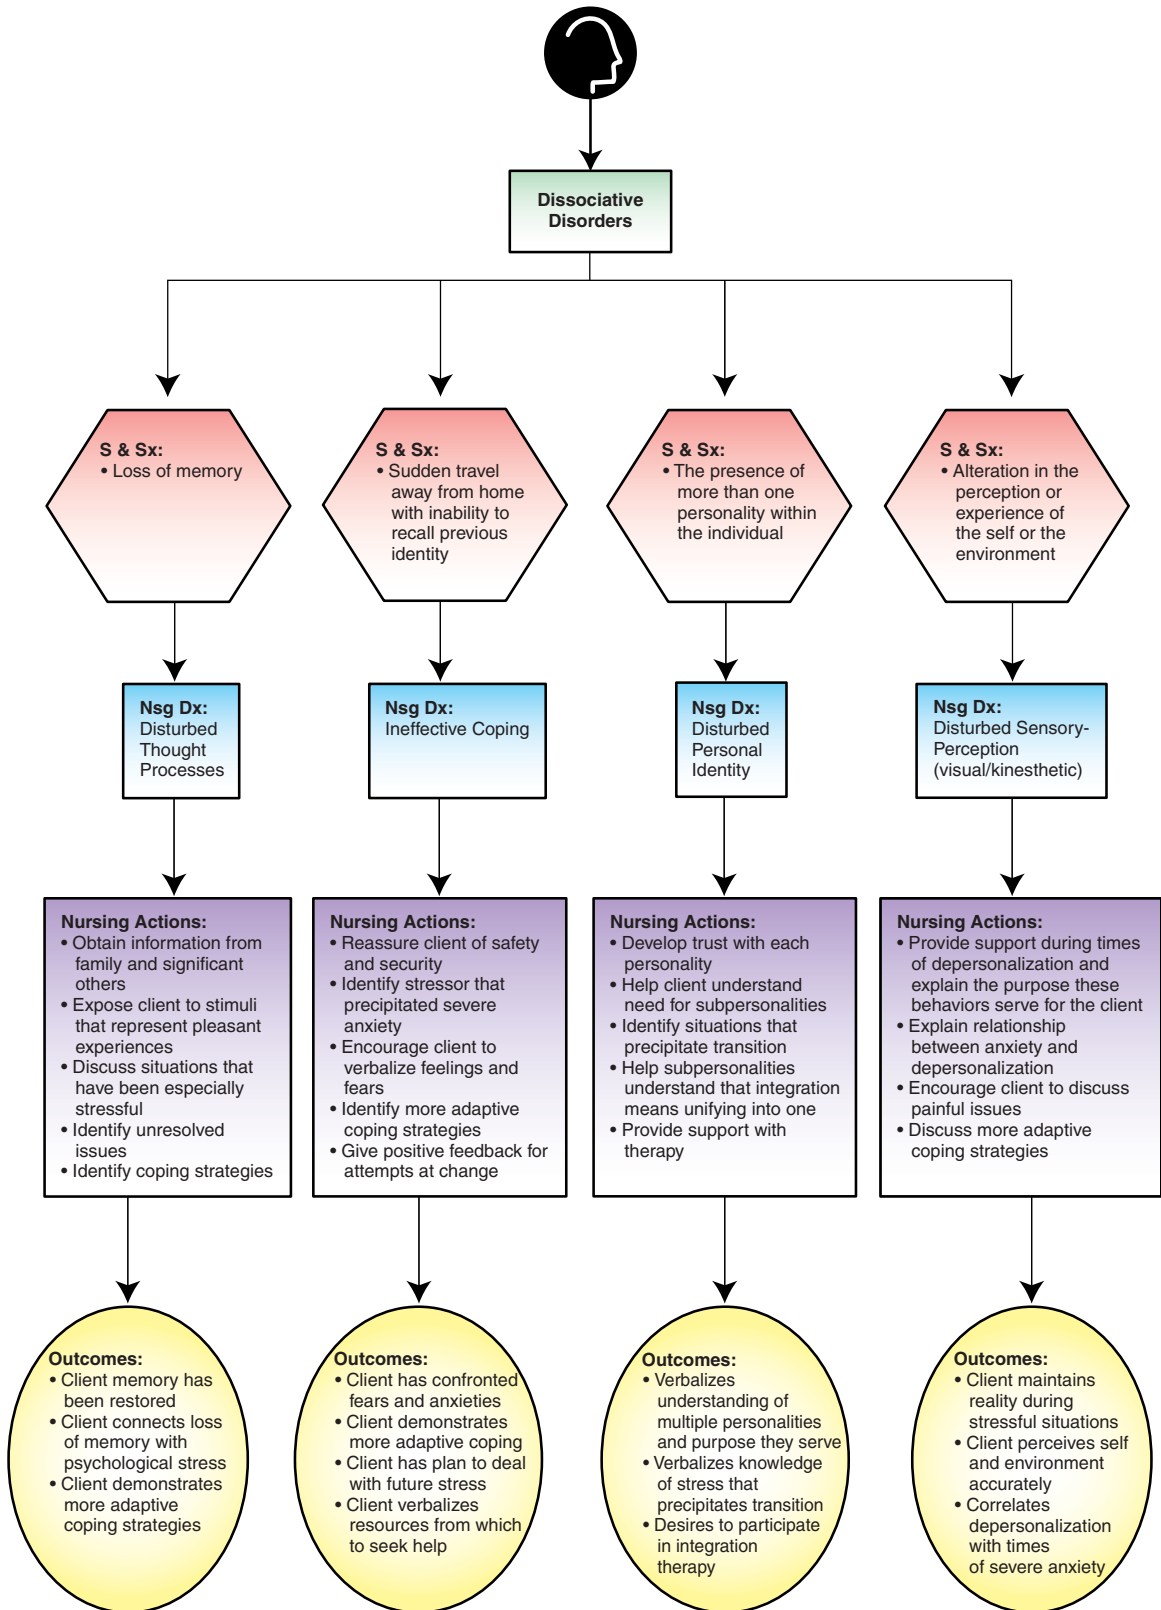 Dissociative
Disorders
S & Sx:
• Loss of memory
S & Sx:
• Sudden travel
away from home
with inability to
recall previous
identity
S & Sx:
• The presence of
more than one
personality within
the individual
S & Sx:
• Alteration in the
perception or
experience of
the self or the
environment
Nsg Dx:
Disturbed
Thought
Processes
Nsg Dx:
Ineffective Coping
Nsg Dx:
Disturbed
Personal
Identity
Nsg Dx:
Disturbed Sensory-
Perception
(visual/kinesthetic)
Nursing Actions:
• Obtain information from
family and significant
others
• Expose client to stimuli
that represent pleasant
experiences
• Discuss situations that
have been especially
stressful
• Identify unresolved
issues
• Identify coping strategies
Nursing Actions:
• Reassure client of safety
and security
• Identify stressor that
precipitated severe
anxiety
• Encourage client to
verbalize feelings and
fears
• Identify more adaptive
coping strategies
• Give positive feedback for
attempts at change
Nursing Actions:
• Develop trust with each
personality
• Help client understand
need for subpersonalities
• Identify situations that
precipitate transition
• Help subpersonalities
understand that integration
means unifying into one
• Provide support with
therapy
Nursing Actions:
• Provide support during times
of depersonalization and
explain the purpose these
behaviors serve for the client
• Explain relationship
between anxiety and
depersonalization
• Encourage client to discuss
painful issues
• Discuss more adaptive
coping strategies
Outcomes:
• Client memory has
been restored
• Client connects loss
of memory with
psychological stress
• Client demonstrates
more adaptive
coping strategies
Outcomes:
• Client has confronted
fears and anxieties
• Client demonstrates
more adaptive coping
• Client has plan to deal
with future stress
• Client verbalizes
resources from which
to seek help
Outcomes:
• Verbalizes
understanding of
multiple personalities
and purpose they serve
• Verbalizes knowledge
of stress that
precipitates transition
• Desires to participate
in integration
therapy
Outcomes:
• Client maintains
reality during
stressful situations
• Client perceives self
and environment
accurately
• Correlates
depersonalization
with times
of severe anxiety